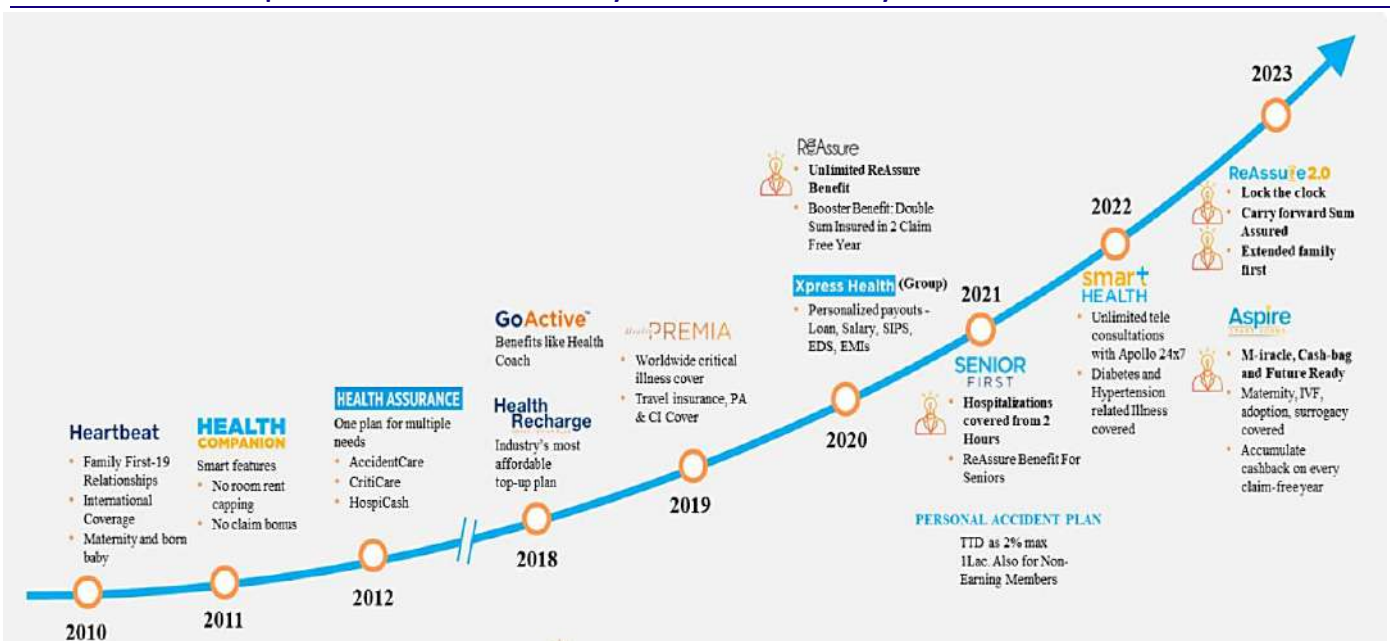 2010
Heartbeat
• Family First-19
Relationships
• International
Coverage
• Maternity and born
baby
2011
HEALTH
COMPANION
Smart features
• No room rent
capping
• No claim bonus
2012
HEALTH ASSURANCE
One plan for multiple
needs
• AccidentCare
• CritiCare
• HospiCash
2018
GoActive™
Benefits like Health
Coach
Health
Recharge
Industry's most
affordable
top-up plan
2019
Health PREMIA
• Worldwide critical
illness cover
• Travel insurance, PA
& CI Cover
2020
ReAssure
• Unlimited ReAssure
Benefit
• Booster Benefit: Double
Sum Insured in 2 Claim
Free Year
Xpress Health (Group)
• Personalized payouts -
Loan, Salary, SIPS,
EDS, EMIs
2021
SENIOR
FIRST
• Hospitalizations
covered from 2
Hours
• ReAssure Benefit For
Seniors
PERSONAL ACCIDENT PLAN
TTD as 2% max
1Lac. Also for Non-
Earning Members
2022
smart
HEALTH
• Unlimited tele
consultations
with Apollo 24x7
• Diabetes and
Hypertension
related Illness
covered
2023
ReAssure 2.0
• Lock the clock
• Carry forward Sum
Assured
• Extended family
first
Aspire
• M-iracle, Cash-bag
and Future Ready
• Maternity, IVF,
adoption, surrogacy
covered
• Accumulate
cashback on every
claim-free year